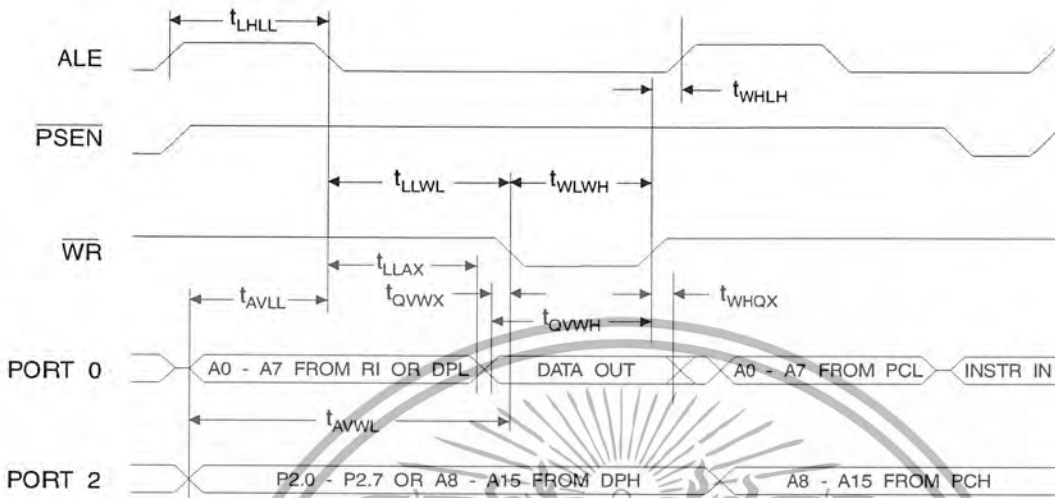 tLHLL
ALE
tWHLH
PSEN
tLLWL
tWLWH
WR
tLLAX
tAVLL
tQVWX
tWHQX
tQVWH
PORT 0
A0 - A7 FROM RI OR DPL
DATA OUT
A0 - A7 FROM PCL
INSTR IN
tAVWL
PORT 2
P2.0 - P2.7 OR A8 - A15 FROM DPH
A8 - A15 FROM PCH